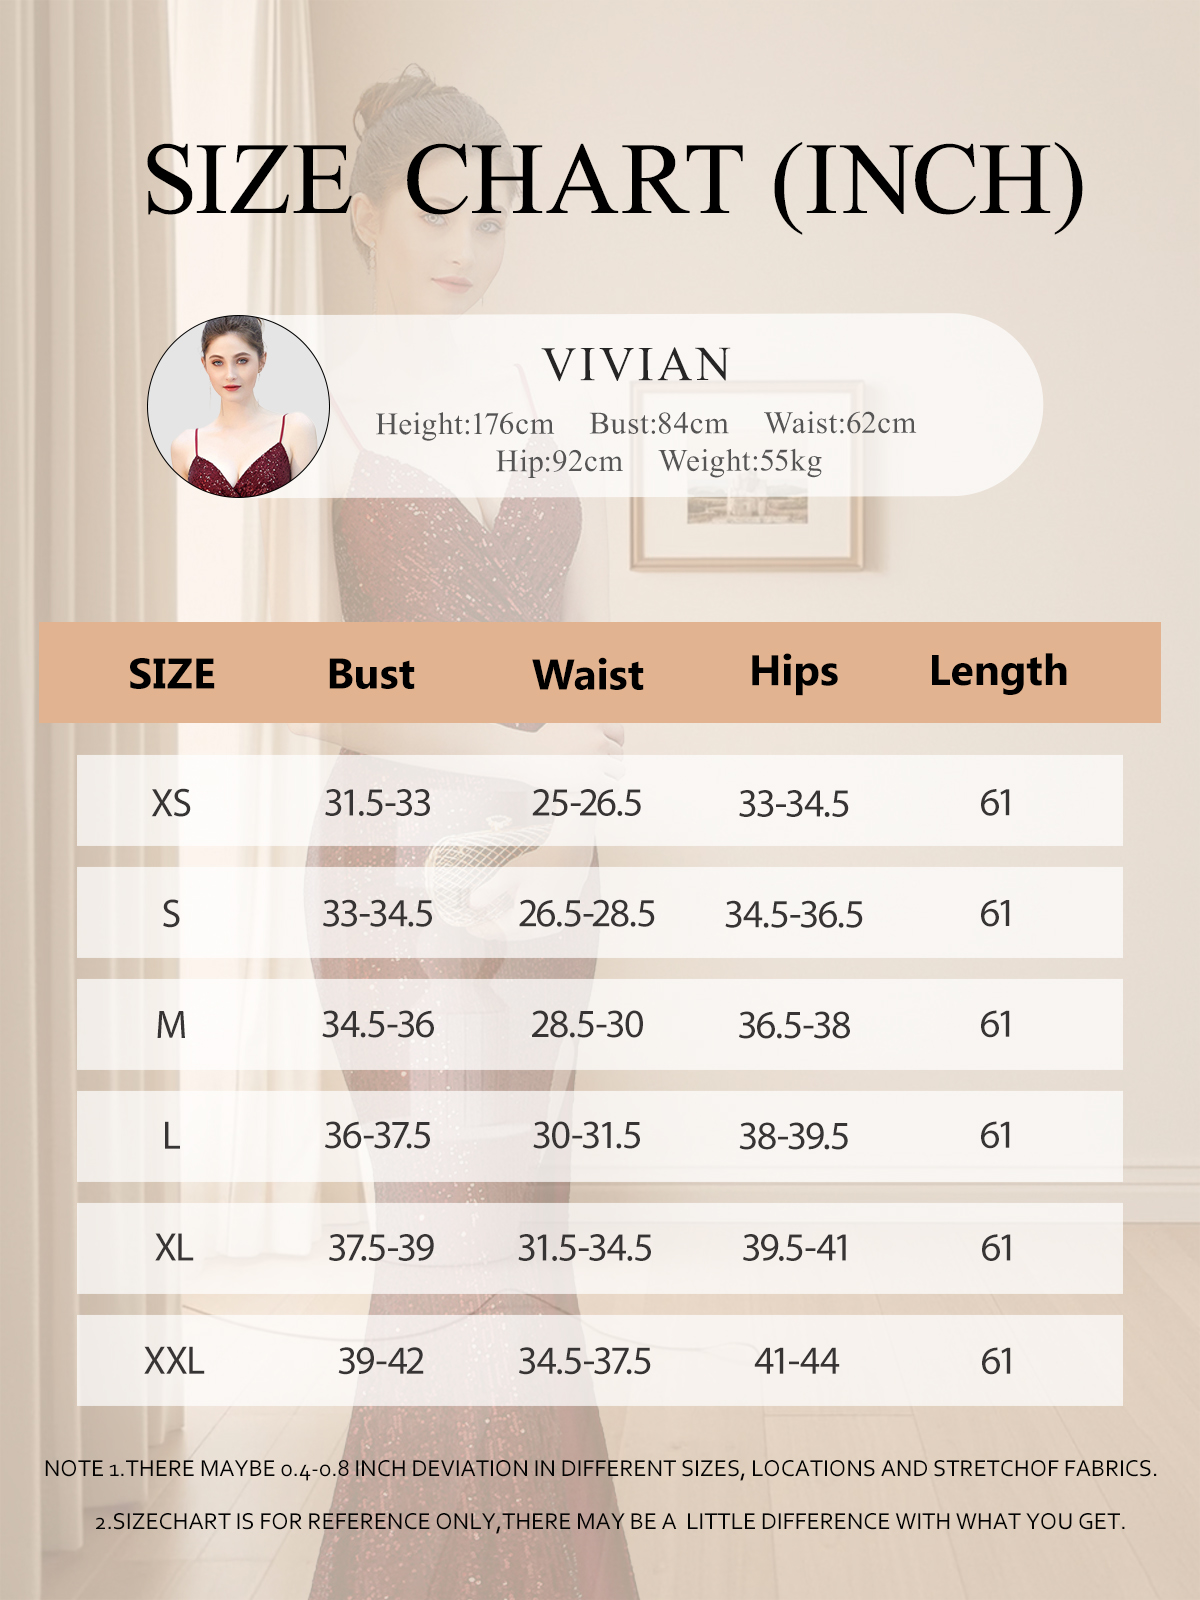 SIZE CHART (INCH)
VIVIAN
Height:176cm Bust:84cm Waist:62cm
Hip:92cm Weight:55kg
SIZE Bust Waist Hips Length
XS 31.5-33 25-26.5 33-34.5 61
S 33-34.5 26.5-28.5 34.5-36.5 61
M 34.5-36 28.5-30 36.5-38 61
L 36-37.5 30-31.5 38-39.5 61
XL 37.5-39 31.5-34.5 39.5-41 61
XXL 39-42 34.5-37.5 41-44 61
NOTE 1.THERE MAYBE 0.4-0.8 INCH DEVIATION IN DIFFERENT SIZES, LOCATIONS AND STRETCHOF FABRICS.
2.SIZECHART IS FOR REFERENCE ONLY,THERE MAY BE A LITTLE DIFFERENCE WITH WHAT YOU GET.